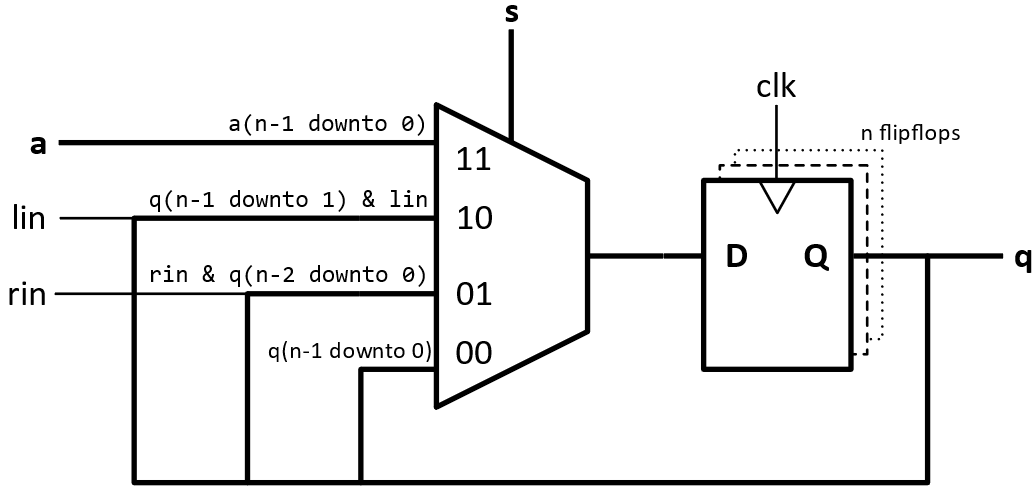 s
clk
n flipflops
a
a(n-1 downto 0)
11
lin
q(n-1 downto 1) & lin
10
D
Q
q
rin
rin & q(n-2 downto 0)
01
q(n-1 downto 0)
00